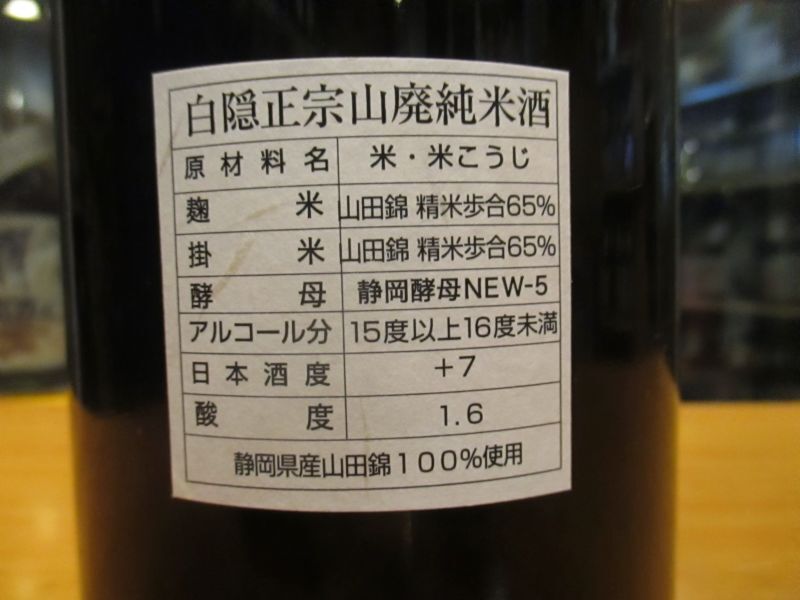 白隠正宗山廃純米酒
原材料名 米・米こうじ
麹米 山田錦 精米歩合65%
掛米 山田錦 精米歩合65%
酵母 静岡酵母NEW-5
アルコール分 15度以上16度未満
日本酒度 +7
酸度 1.6
静岡県産山田錦100%使用